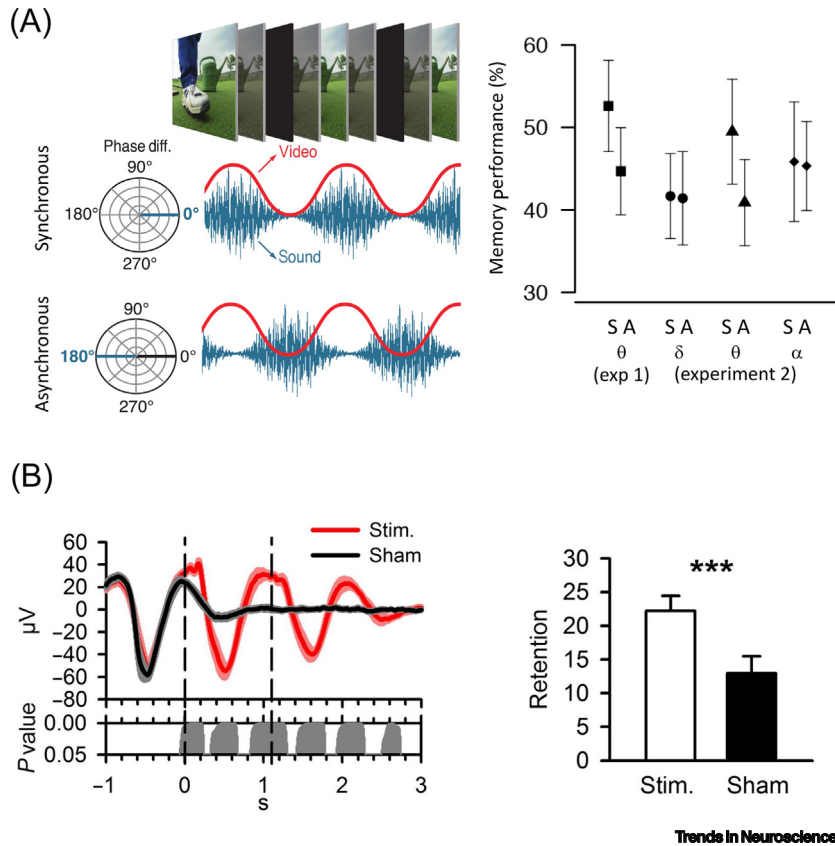 (A)
Phase diff.
90°
180°
0°
270°
Synchronous
Video
Sound
90°
180°
0°
270°
Asynchronous
Memory performance (%)
60
50
40
30
S A S A S A S A
θ δ θ α
(exp 1) (experiment 2)
(B)
Stim.
Sham
60
40
20
0
−20
−40
−60
−80
µV
0.00
0.05
P value
−1 0 1 2 3
s
30
25
20
15
10
5
0
Retention
***
Stim. Sham
Trends in Neurosciences